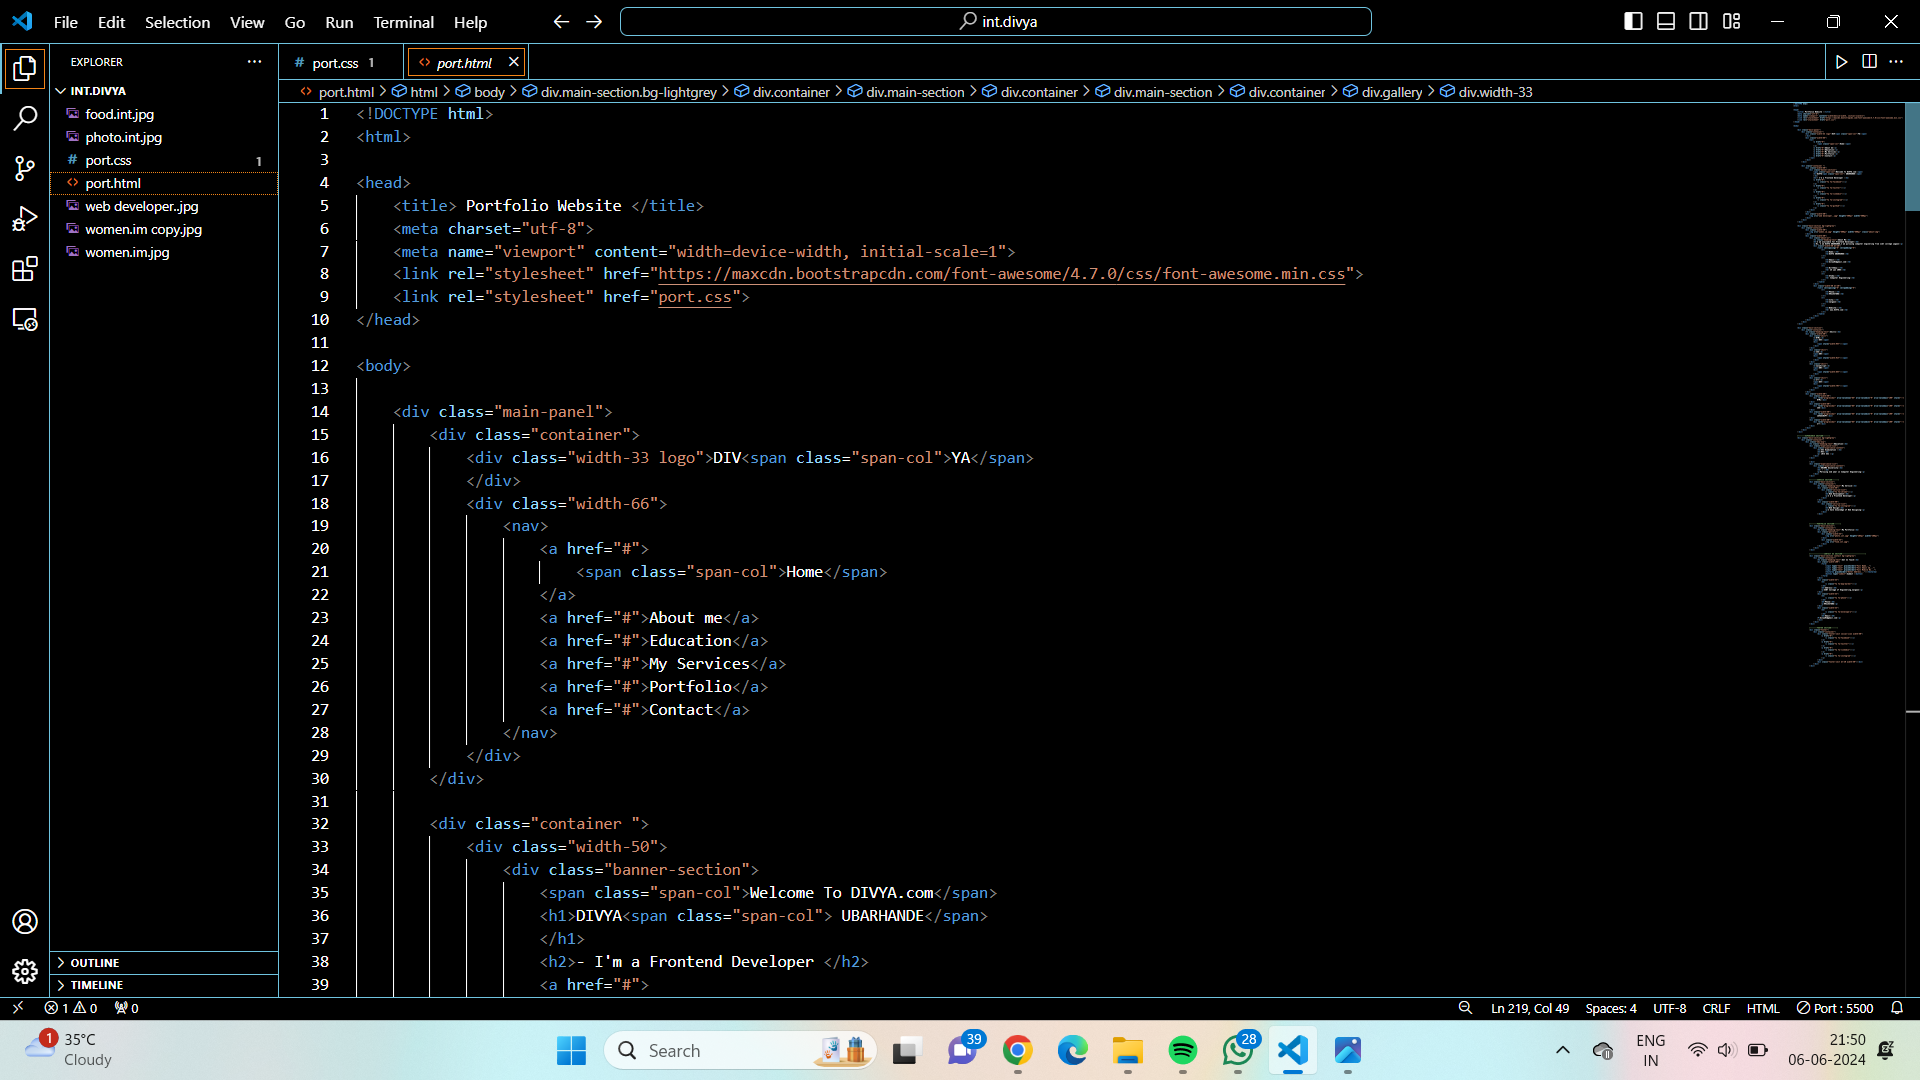 File Edit Selection View Go Run Terminal Help
int.divya
EXPLORER
INT.DIVYA
food.int.jpg
photo.int.jpg
port.css 1
port.html
web developer..jpg
women.im copy.jpg
women.im.jpg
OUTLINE
TIMELINE
# port.css 1
<> port.html
<> port.html > html > body > div.main-section.bg-lightgrey > div.container > div.main-section > div.container > div.main-section > div.container > div.gallery > div.width-33
1 <!DOCTYPE html>
2 <html>
3
4 <head>
5 <title> Portfolio Website </title>
6 <meta charset="utf-8">
7 <meta name="viewport" content="width=device-width, initial-scale=1">
8 <link rel="stylesheet" href="https://maxcdn.bootstrapcdn.com/font-awesome/4.7.0/css/font-awesome.min.css">
9 <link rel="stylesheet" href="port.css">
10 </head>
11
12 <body>
13
14 <div class="main-panel">
15 <div class="container">
16 <div class="width-33 logo">DIV<span class="span-col">YA</span>
17 </div>
18 <div class="width-66">
19 <nav>
20 <a href="#">
21 <span class="span-col">Home</span>
22 </a>
23 <a href="#">About me</a>
24 <a href="#">Education</a>
25 <a href="#">My Services</a>
26 <a href="#">Portfolio</a>
27 <a href="#">Contact</a>
28 </nav>
29 </div>
30 </div>
31
32 <div class="container ">
33 <div class="width-50">
34 <div class="banner-section">
35 <span class="span-col">Welcome To DIVYA.com</span>
36 <h1>DIVYA<span class="span-col"> UBARHANDE</span>
37 </h1>
38 <h2>- I'm a Frontend Developer </h2>
39 <a href="#">
1 0 0
Ln 219, Col 49 Spaces: 4 UTF-8 CRLF HTML Port : 5500
1
35°C
Cloudy
Search
39
28
ENG
IN
21:50
06-06-2024